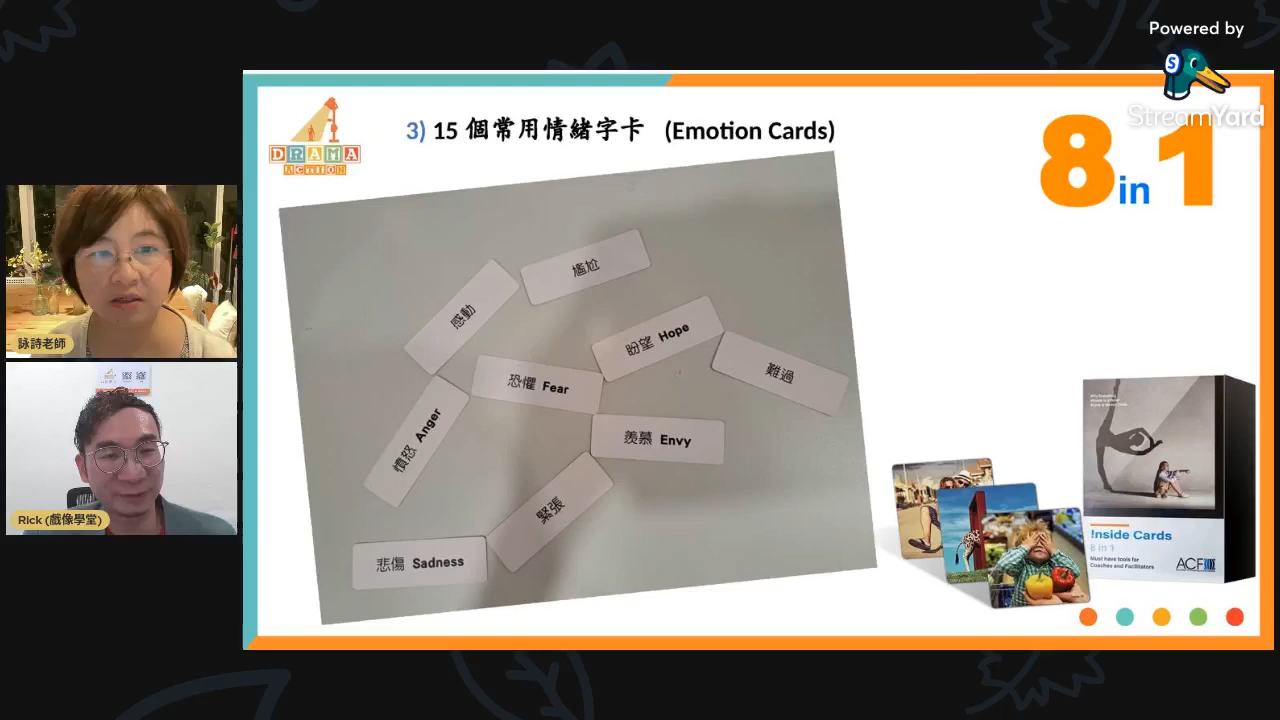 Powered by
StreamYard
3) 15 個常用情緒字卡 (Emotion Cards)
8 in 1
DRAMA
ACTION
尷尬
感動
盼望 Hope
難過
恐懼 Fear
憤怒 Anger
羨慕 Envy
緊張
悲傷 Sadness
詠詩老師
Rick (戲像學堂)
Inside Cards
8 in 1
Must have tools for
Coaches and Facilitators
ACF